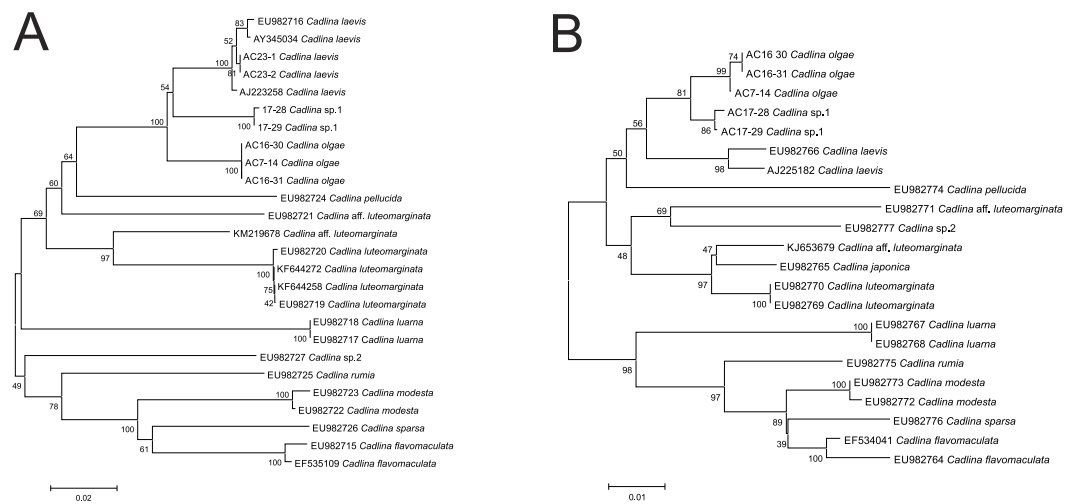 A
83
EU982716 Cadlina laevis
52
AY345034 Cadlina laevis
AC23-1 Cadlina laevis
100
81
AC23-2 Cadlina laevis
54
AJ223258 Cadlina laevis
17-28 Cadlina sp.1
100
100
17-29 Cadlina sp.1
AC16-30 Cadlina olgae
64
AC7-14 Cadlina olgae
100
AC16-31 Cadlina olgae
60
EU982724 Cadlina pellucida
69
EU982721 Cadlina aff. luteomarginata
KM219678 Cadlina aff. luteomarginata
97
EU982720 Cadlina luteomarginata
100
KF644272 Cadlina luteomarginata
75
KF644258 Cadlina luteomarginata
42
EU982719 Cadlina luteomarginata
EU982718 Cadlina luarna
100
EU982717 Cadlina luarna
EU982727 Cadlina sp.2
49
EU982725 Cadlina rumia
78
100
EU982723 Cadlina modesta
EU982722 Cadlina modesta
100
EU982726 Cadlina sparsa
61
EU982715 Cadlina flavomaculata
100
EF535109 Cadlina flavomaculata
0.02
B
74
AC16 30 Cadlina olgae
99
AC16-31 Cadlina olgae
81
AC7-14 Cadlina olgae
AC17-28 Cadlina sp.1
56
86
AC17-29 Cadlina sp.1
50
EU982766 Cadlina laevis
98
AJ225182 Cadlina laevis
EU982774 Cadlina pellucida
69
EU982771 Cadlina aff. luteomarginata
EU982777 Cadlina sp.2
48
47
KJ653679 Cadlina aff. luteomarginata
EU982765 Cadlina japonica
97
EU982770 Cadlina luteomarginata
100
EU982769 Cadlina luteomarginata
100
EU982767 Cadlina luarna
EU982768 Cadlina luarna
98
EU982775 Cadlina rumia
97
100
EU982773 Cadlina modesta
EU982772 Cadlina modesta
89
EU982776 Cadlina sparsa
39
EF534041 Cadlina flavomaculata
100
EU982764 Cadlina flavomaculata
0.01